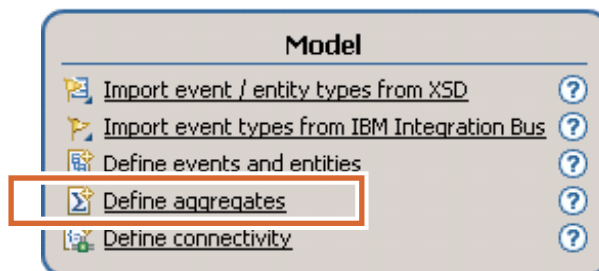 Model
Import event / entity types from XSD ?
Import event types from IBM Integration Bus ?
Define events and entities ?
Define aggregates ?
Define connectivity ?